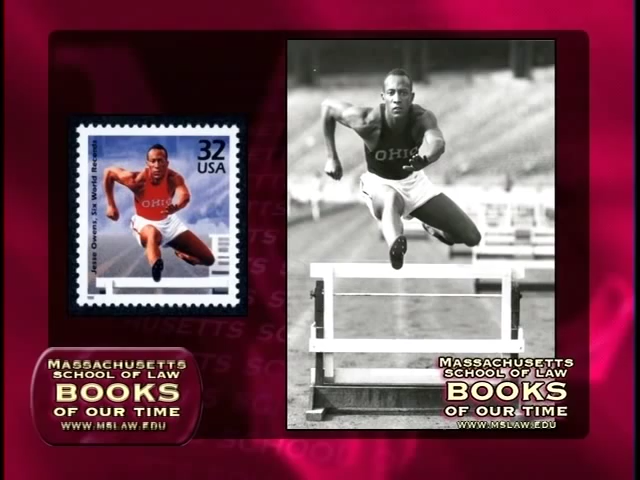 32
USA
Jesse Owens, Six World Records
OHIO
OHIO
MASSACHUSETTS
SCHOOL OF LAW
BOOKS
OF OUR TIME
WWW.MSLAW.EDU
MASSACHUSETTS
SCHOOL OF LAW
BOOKS
OF OUR TIME
WWW.MSLAW.EDU